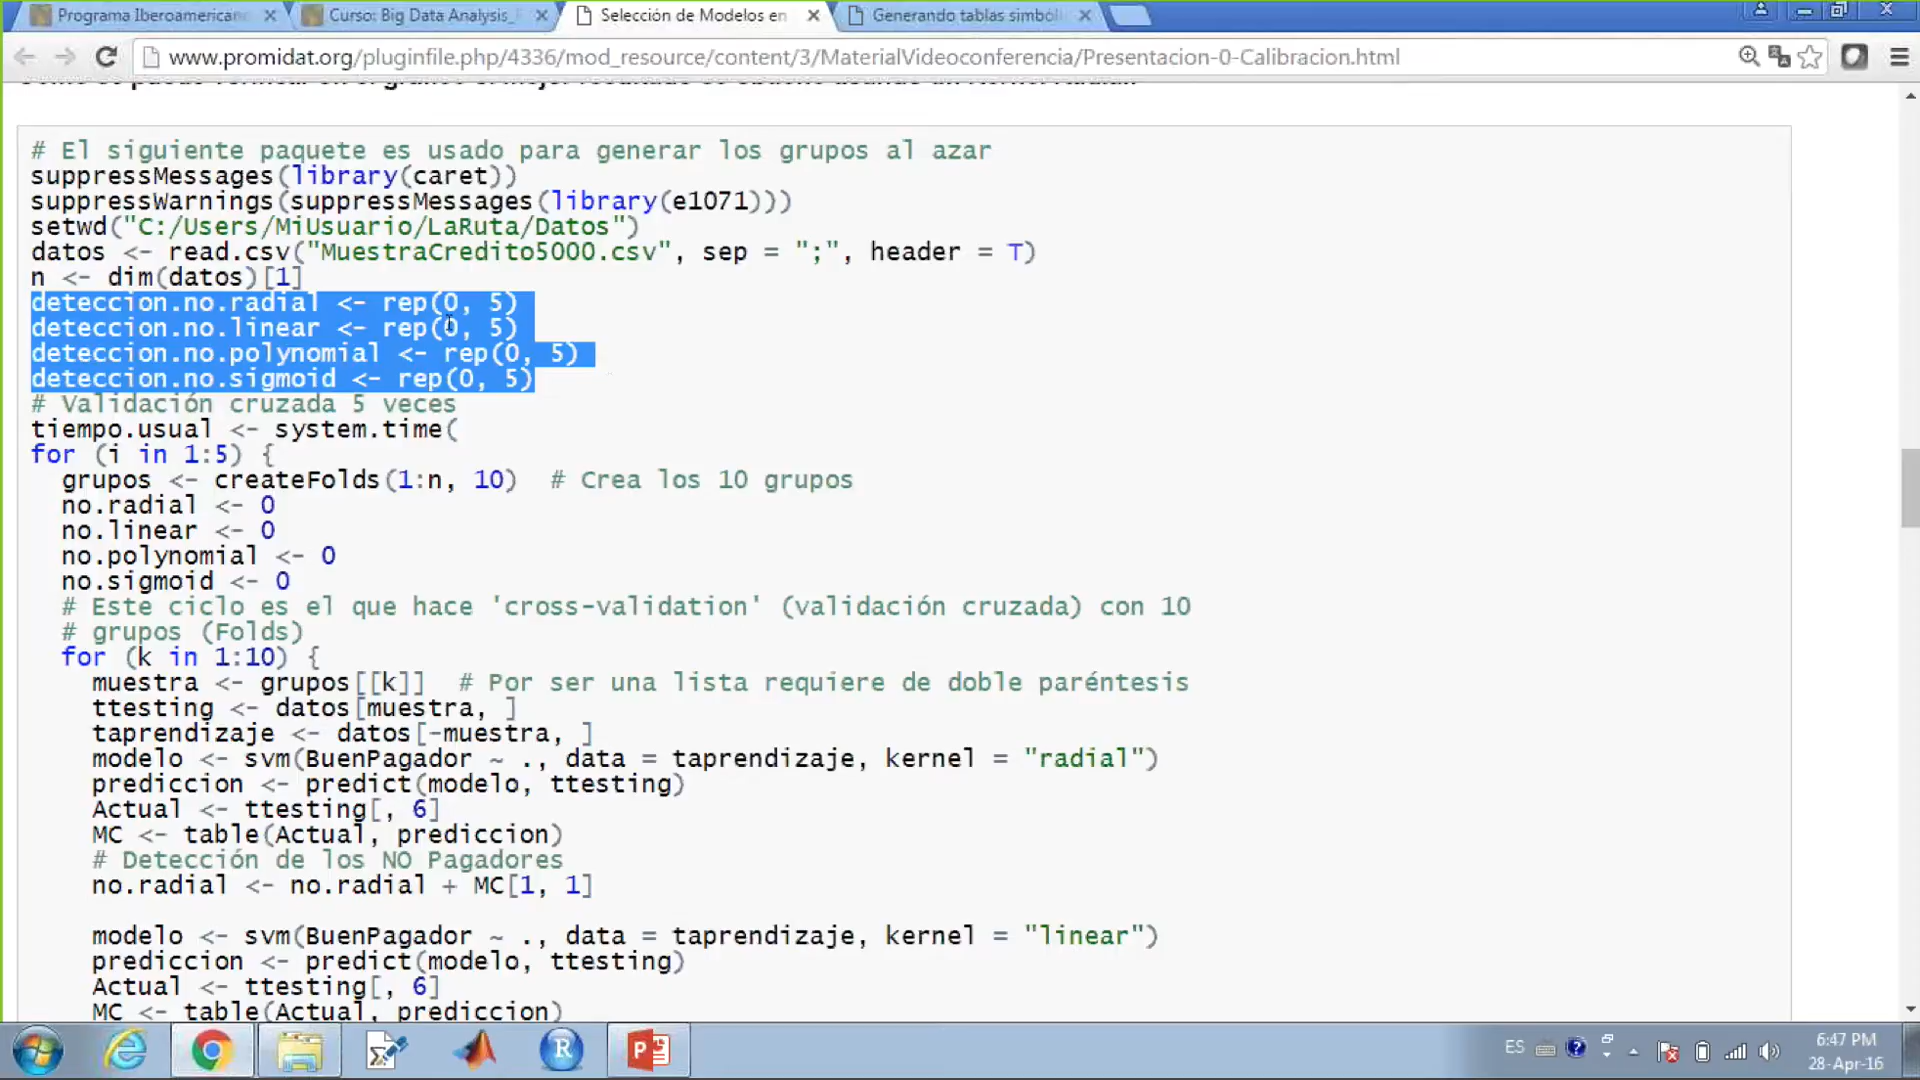 Programa Iberoamericano
Curso: Big Data Analysis_
Selección de Modelos en
Generando tablas simból
www.promidat.org/pluginfile.php/4336/mod_resource/content/3/MaterialVideoconferencia/Presentacion-0-Calibracion.html
# El siguiente paquete es usado para generar los grupos al azar
suppressMessages(library(caret))
suppressWarnings(suppressMessages(library(e1071)))
setwd("C:/Users/MiUsuario/LaRuta/Datos")
datos <- read.csv("MuestraCredito5000.csv", sep = ";", header = T)
n <- dim(datos)[1]
deteccion.no.radial <- rep(0, 5)
deteccion.no.linear <- rep(0, 5)
deteccion.no.polynomial <- rep(0, 5)
deteccion.no.sigmoid <- rep(0, 5)
# Validación cruzada 5 veces
tiempo.usual <- system.time(
for (i in 1:5) {
grupos <- createFolds(1:n, 10)  # Crea los 10 grupos
no.radial <- 0
no.linear <- 0
no.polynomial <- 0
no.sigmoid <- 0
# Este ciclo es el que hace 'cross-validation' (validación cruzada) con 10
# grupos (Folds)
for (k in 1:10) {
muestra <- grupos[[k]]  # Por ser una lista requiere de doble paréntesis
ttesting <- datos[muestra, ]
taprendizaje <- datos[-muestra, ]
modelo <- svm(BuenPagador ~ ., data = taprendizaje, kernel = "radial")
prediccion <- predict(modelo, ttesting)
Actual <- ttesting[, 6]
MC <- table(Actual, prediccion)
# Detección de los NO Pagadores
no.radial <- no.radial + MC[1, 1]
modelo <- svm(BuenPagador ~ ., data = taprendizaje, kernel = "linear")
prediccion <- predict(modelo, ttesting)
Actual <- ttesting[, 6]
MC <- table(Actual, prediccion)
ES
6:47 PM
28-Apr-16